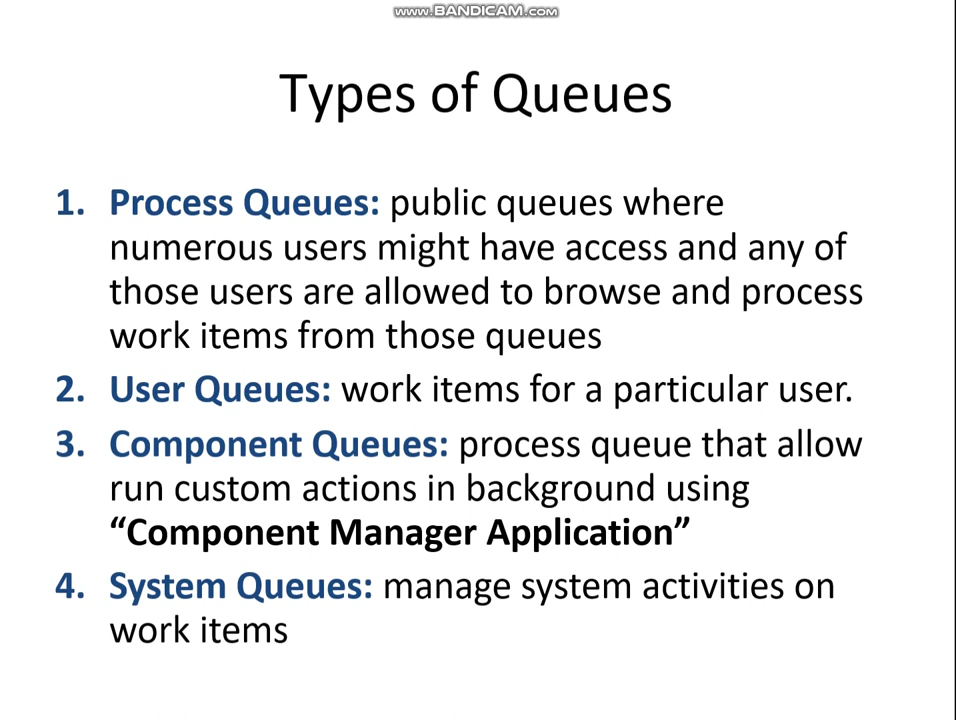 www.BANDICAM.com
Types of Queues
1. Process Queues: public queues where
numerous users might have access and any of
those users are allowed to browse and process
work items from those queues
2. User Queues: work items for a particular user.
3. Component Queues: process queue that allow
run custom actions in background using
“Component Manager Application”
4. System Queues: manage system activities on
work items